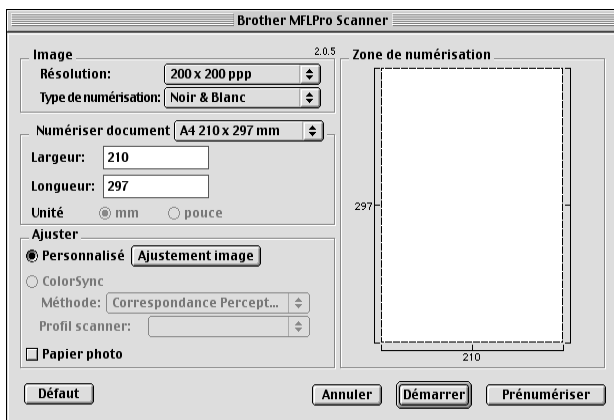 Brother MFLPro Scanner
Image
2.0.5
Résolution: 200 x 200 ppp
Type de numérisation: Noir & Blanc
Numériser document A4 210 x 297 mm
Largeur: 210
Longueur: 297
Unité mm pouce
Ajuster
Personnalisé Ajustement image
ColorSync
Méthode: Correspondance Percept...
Profil scanner:
Papier photo
Zone de numérisation
297
210
Défaut
Annuler
Démarrer
Prénumériser